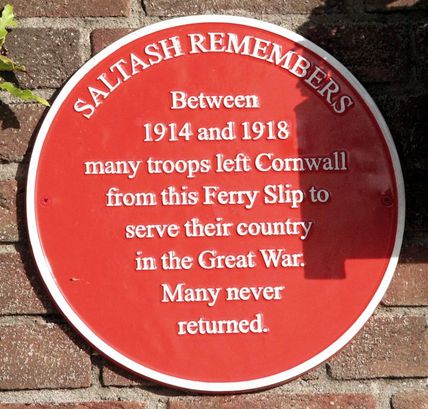 SALTASH REMEMBERS
Between
1914 and 1918
many troops left Cornwall
from this Ferry Slip to
serve their country
in the Great War.
Many never
returned.